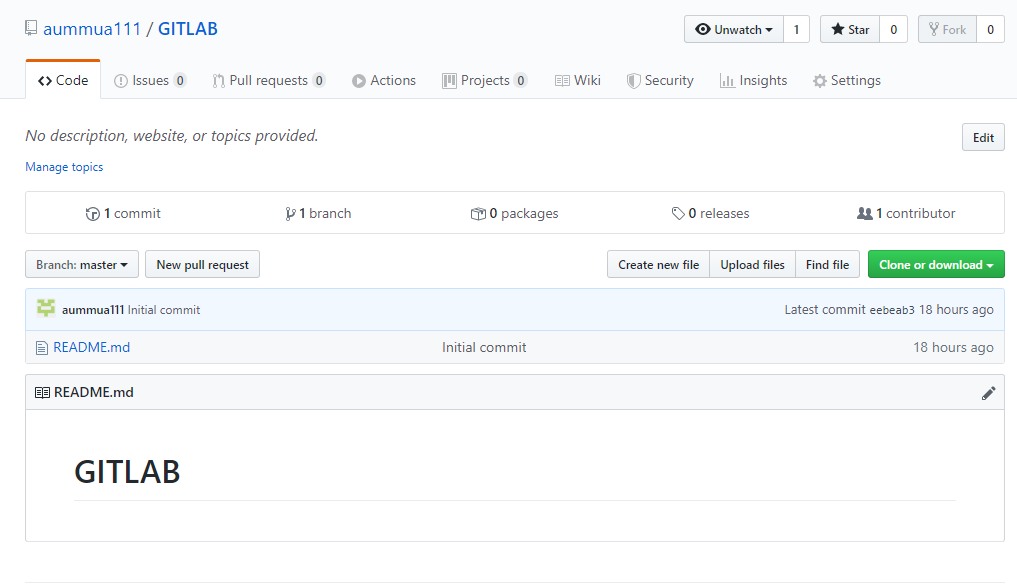 aummua111 / GITLAB Unwatch 1 Star 0 Fork 0
Code Issues 0 Pull requests 0 Actions Projects 0 Wiki Security Insights Settings
No description, website, or topics provided. Edit
Manage topics
1 commit 1 branch 0 packages 0 releases 1 contributor
Branch: master New pull request Create new file Upload files Find file Clone or download
aummua111 Initial commit Latest commit eebeab3 18 hours ago
README.md Initial commit 18 hours ago
README.md
GITLAB